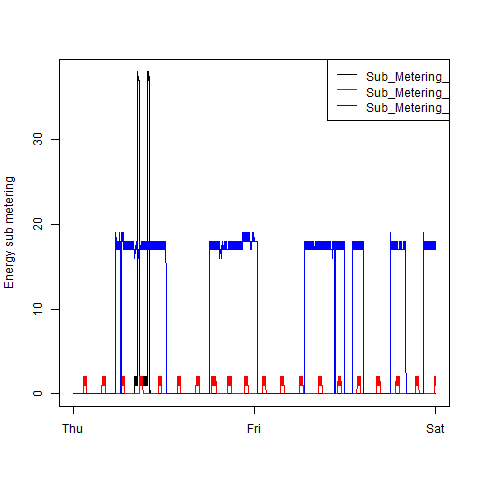 Sub_Metering_
Sub_Metering_
Sub_Metering_
Energy sub metering
30
20
10
0
Thu
Fri
Sat